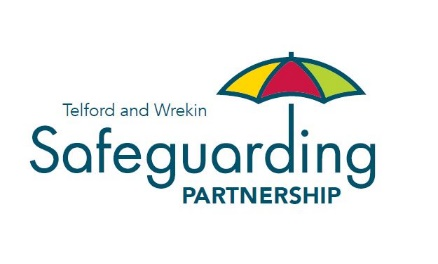 Telford and Wrekin
Safeguarding
PARTNERSHIP